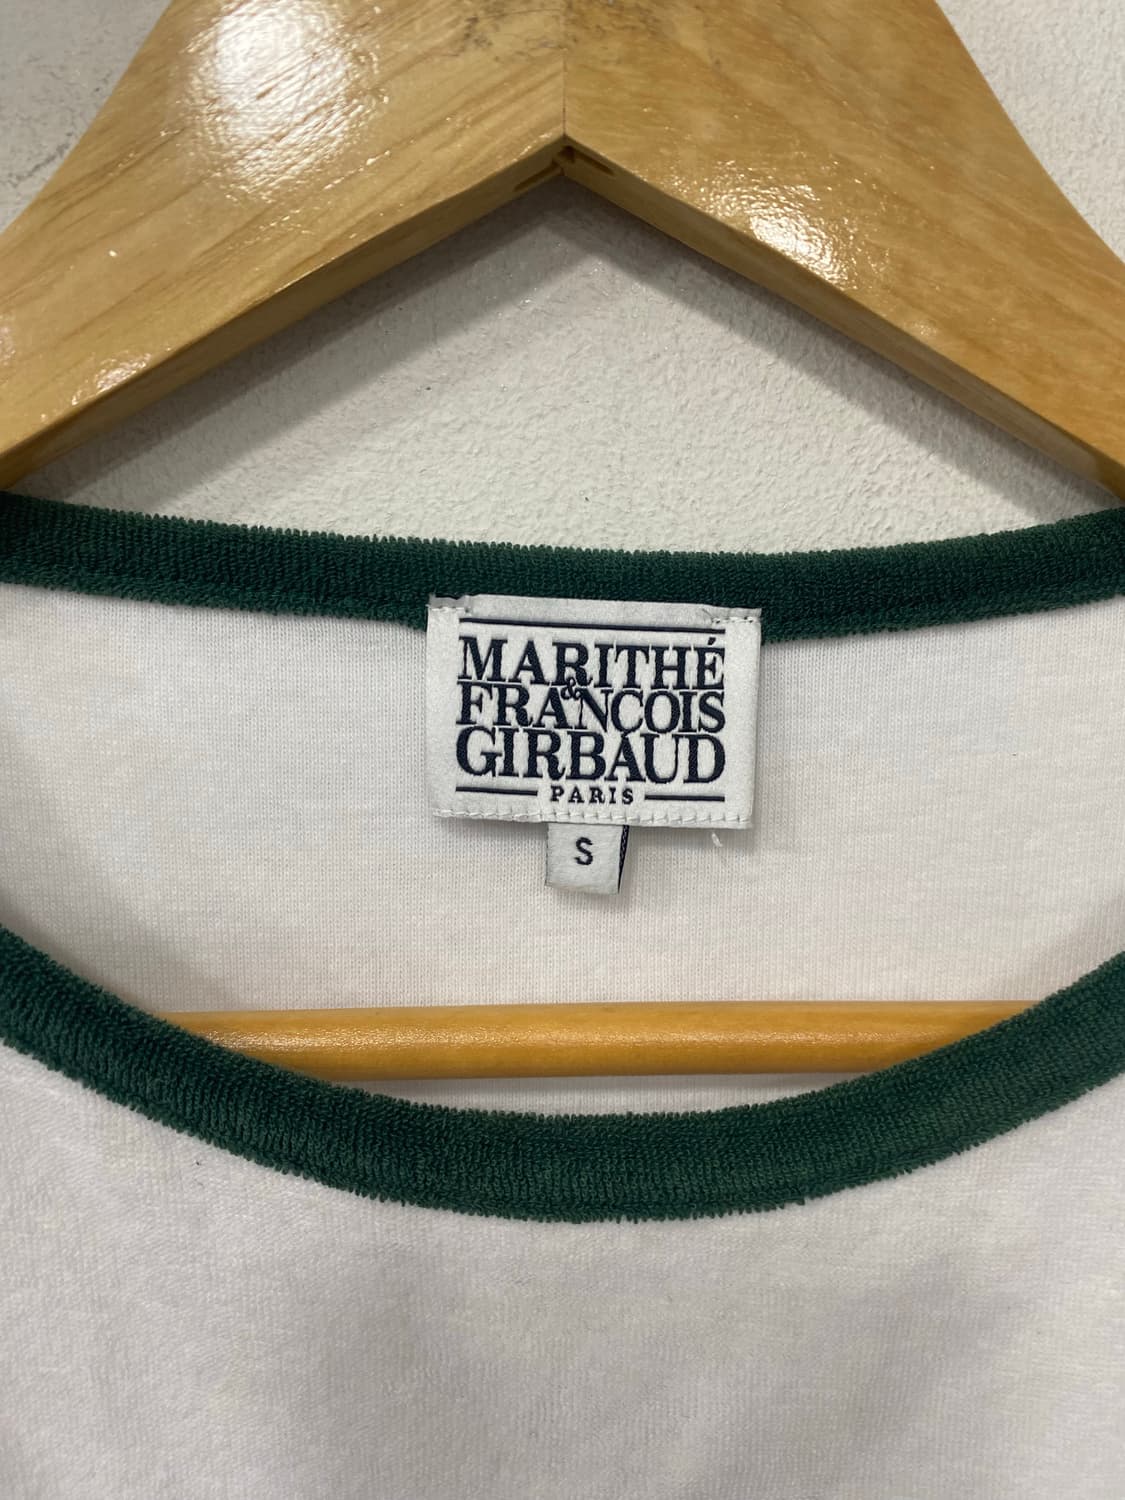 MARITHÉ
&
FRANCOIS
GIRBAUD
PARIS
S